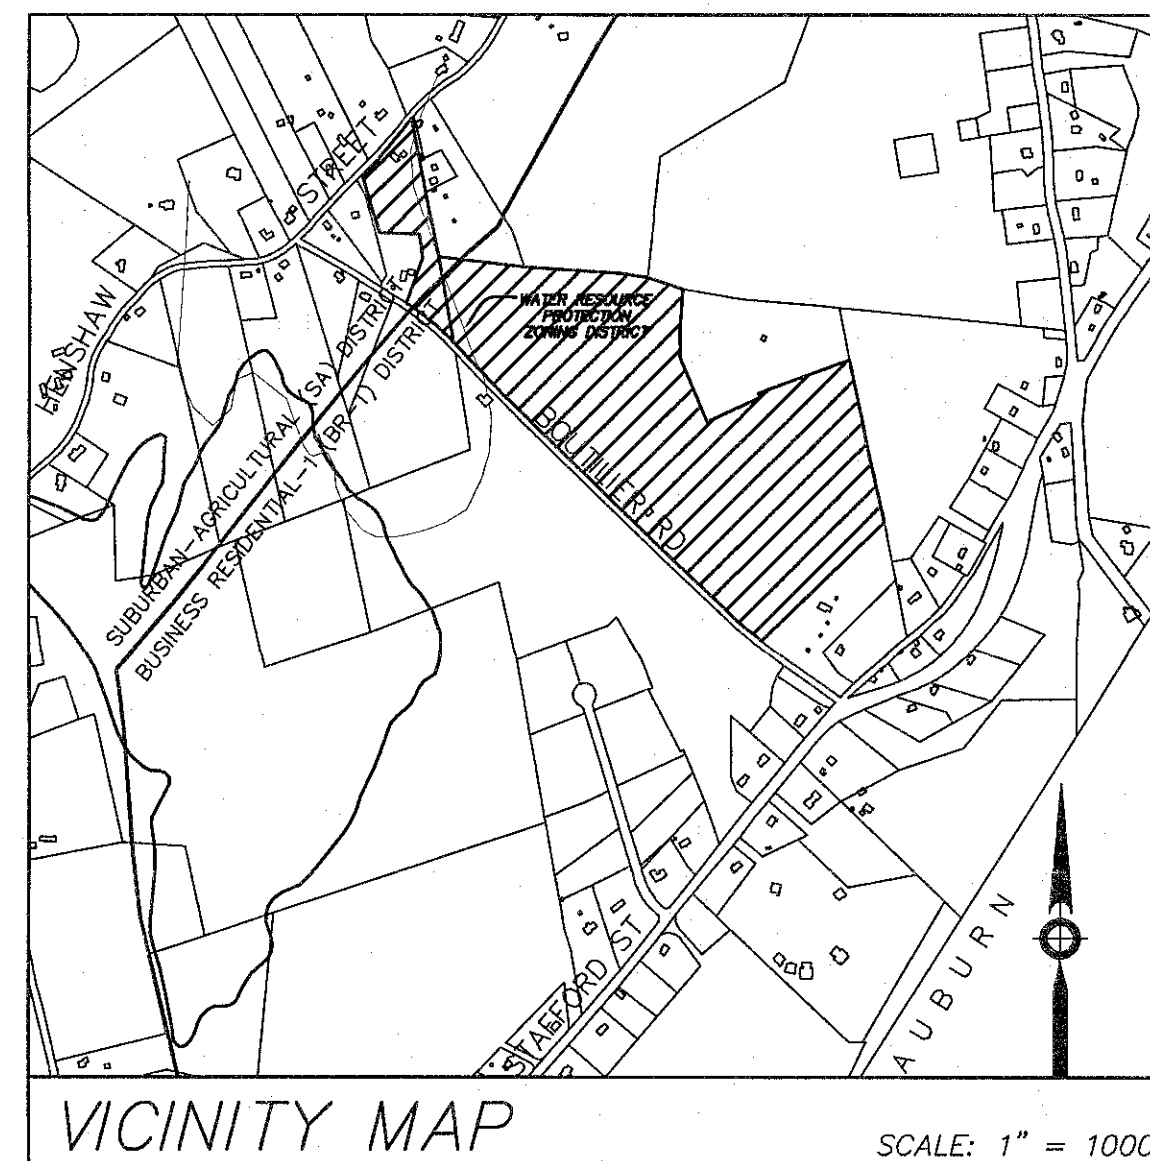 STREET
HENSHAW
WATER RESOURCE
PROTECTION
ZONING DISTRICT
SUBURBAN-AGRICULTURAL (SA) DISTRICT
BUSINESS RESIDENTIAL-1 (BR-1) DISTRICT
BOUTILIER RD
STAFFORD ST
AUBURN
VICINITY MAP
SCALE: 1" = 1000